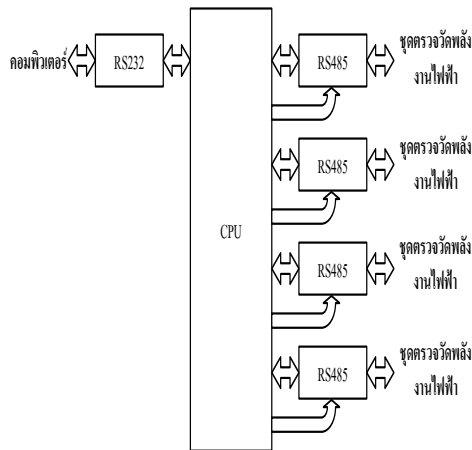 คอมพิวเตอร์
RS232
CPU
RS485
ชุดตรวจวัดพลัง
งานไฟฟ้า
RS485
ชุดตรวจวัดพลัง
งานไฟฟ้า
RS485
ชุดตรวจวัดพลัง
งานไฟฟ้า
RS485
ชุดตรวจวัดพลัง
งานไฟฟ้า